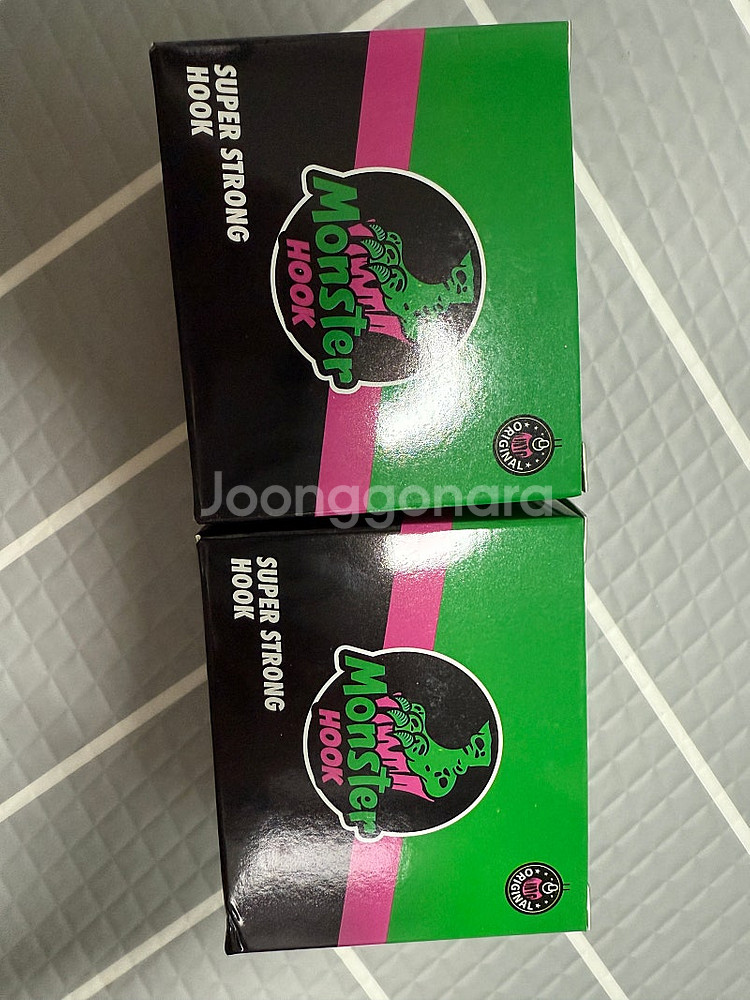 SUPER STRONG
HOOK
Monster
HOOK
ORIGINAL
Joonggonara
SUPER STRONG
HOOK
Monster
HOOK
ORIGINAL